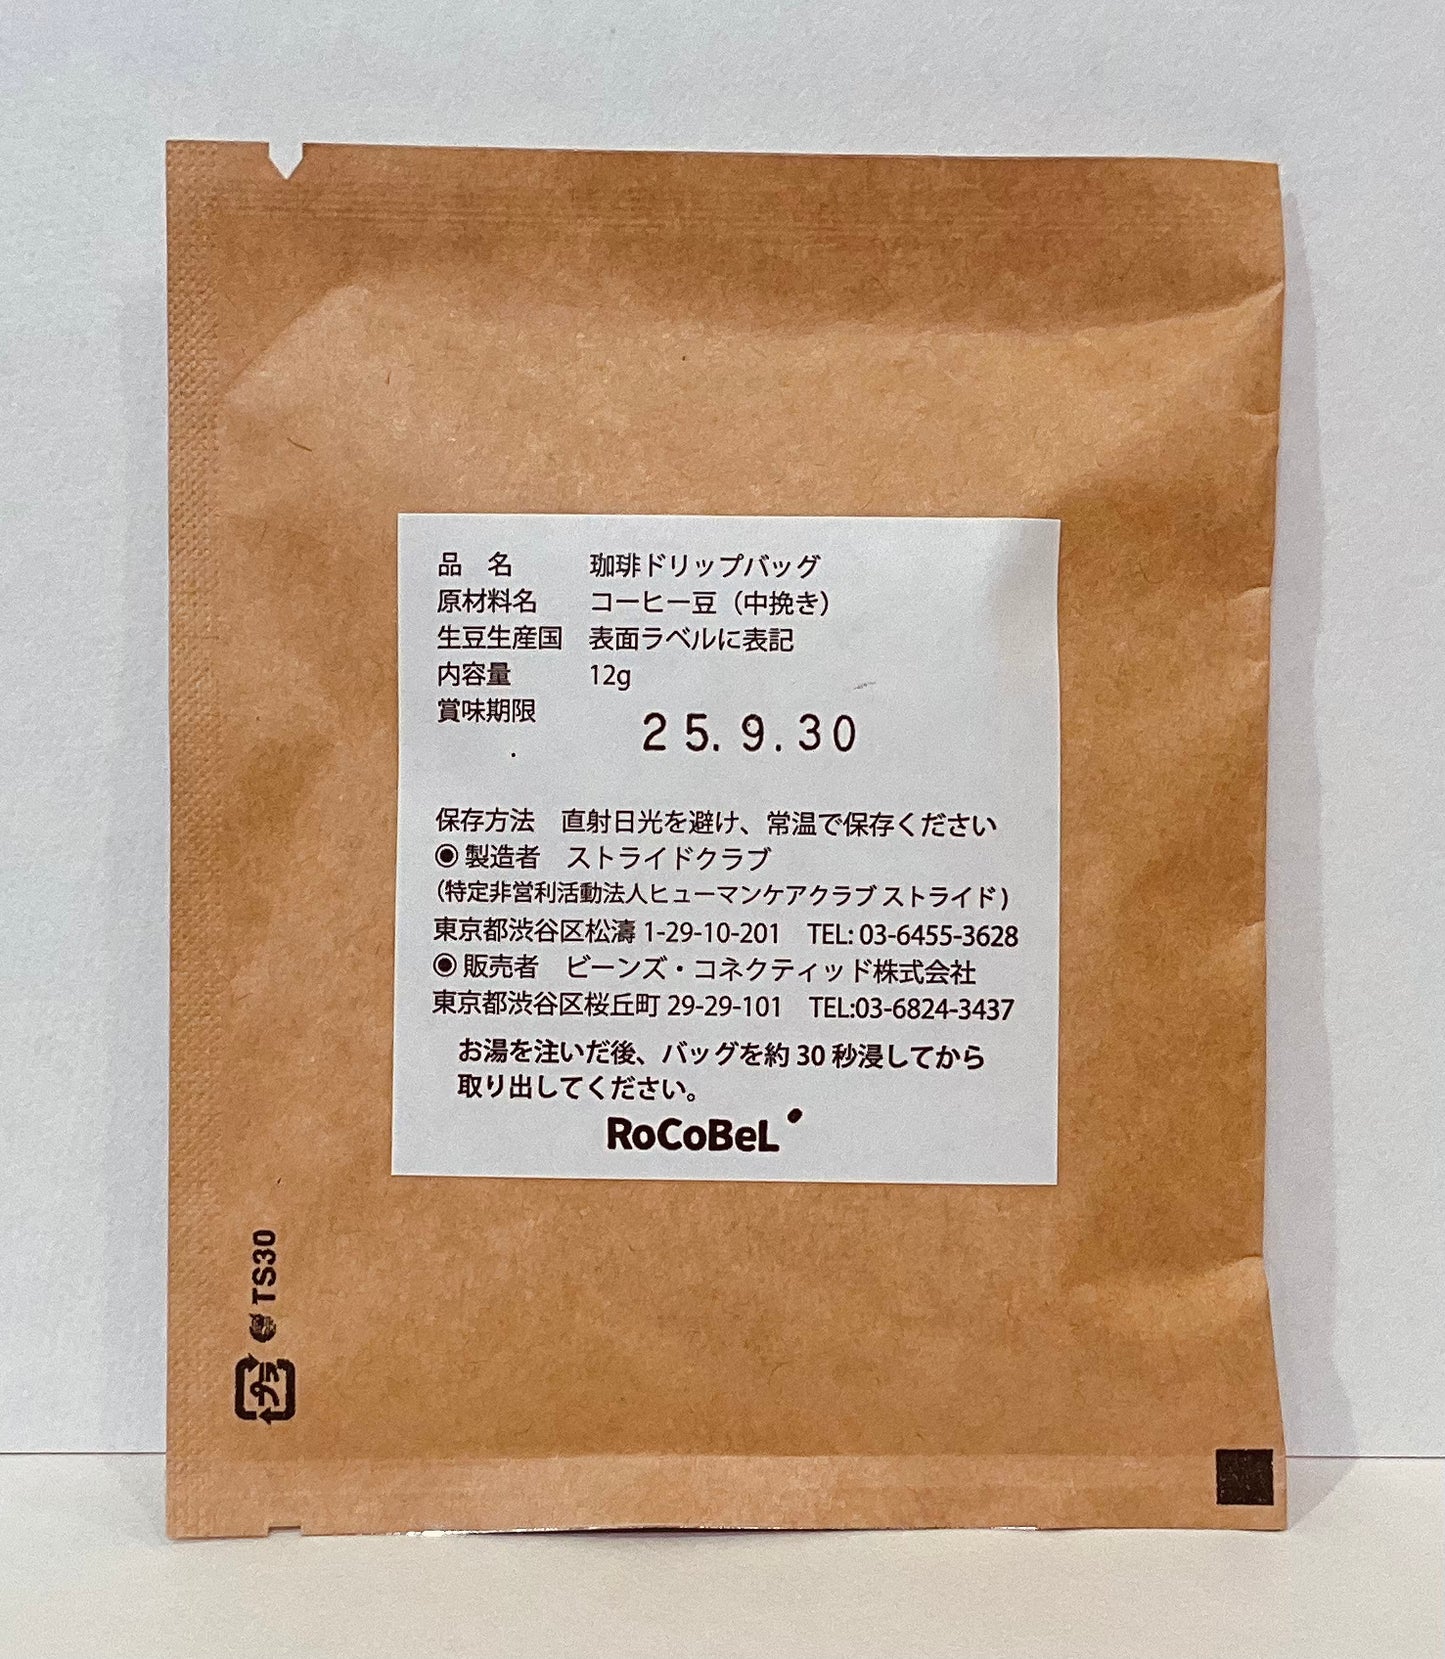 品　名　　　珈琲ドリップバッグ
原材料名　　コーヒー豆（中挽き）
生豆生産国　表面ラベルに表記
内容量　　　12g
賞味期限
25.9.30
保存方法　直射日光を避け、常温で保存ください
◉ 製造者　ストライドクラブ
（特定非営利活動法人ヒューマンケアクラブ ストライド）
東京都渋谷区松濤 1-29-10-201　TEL: 03-6455-3628
◉ 販売者　ビーンズ・コネクティッド株式会社
東京都渋谷区桜丘町 29-29-101　TEL:03-6824-3437
お湯を注いだ後、バッグを約 30 秒浸してから
取り出してください。
RoCoBeL
TS30
プラ